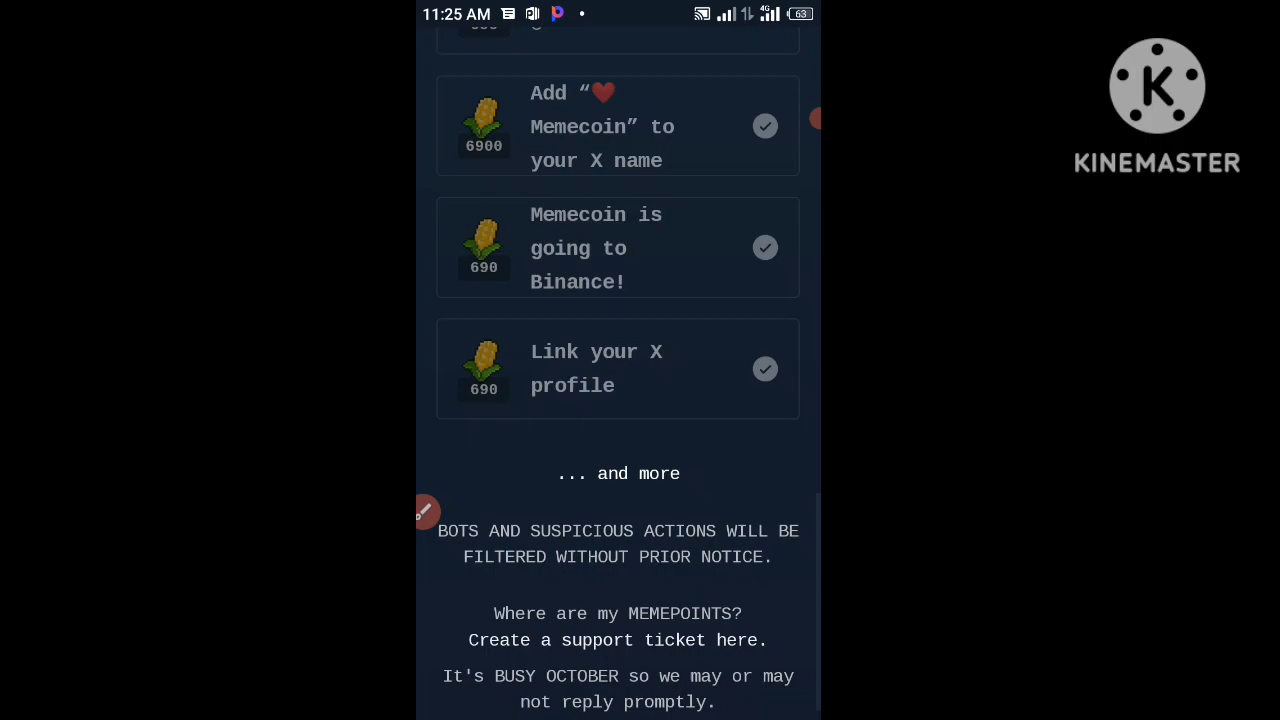 11:25 AM
4G
63
Add “❤️
Memecoin” to
your X name
6900
Memecoin is
going to
Binance!
690
Link your X
profile
690
... and more
BOTS AND SUSPICIOUS ACTIONS WILL BE
FILTERED WITHOUT PRIOR NOTICE.
Where are my MEMEPOINTS?
Create a support ticket here.
It's BUSY OCTOBER so we may or may
not reply promptly.
K
KINEMASTER